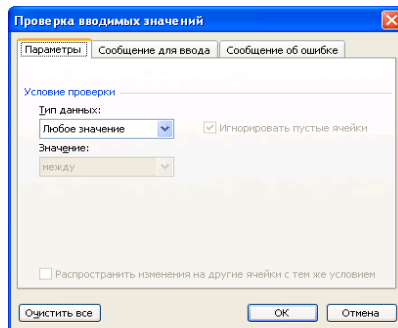 Проверка вводимых значений
Параметры Сообщение для ввода Сообщение об ошибке
Условие проверки
Тип данных:
Любое значение Игнорировать пустые ячейки
Значение:
между
Распространить изменения на другие ячейки с тем же условием
Очистить все ОК Отмена